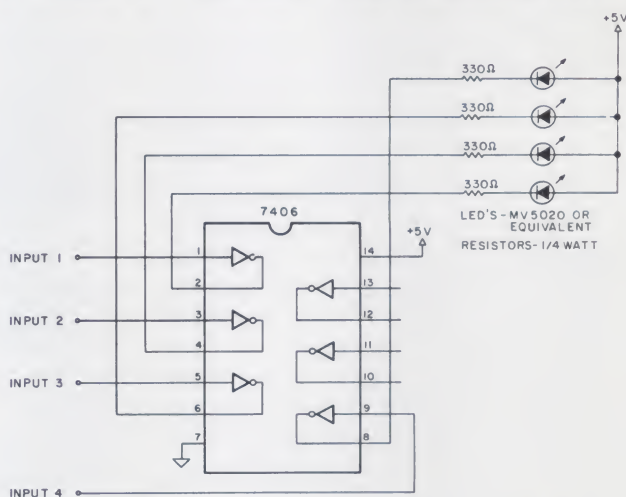 +5V
330Ω
330Ω
330Ω
330Ω
LED'S - MV5020 OR
EQUIVALENT
RESISTORS - 1/4 WATT
7406
+5V
INPUT 1
1
14
2
13
INPUT 2
3
12
4
11
INPUT 3
5
10
6
9
7
8
INPUT 4